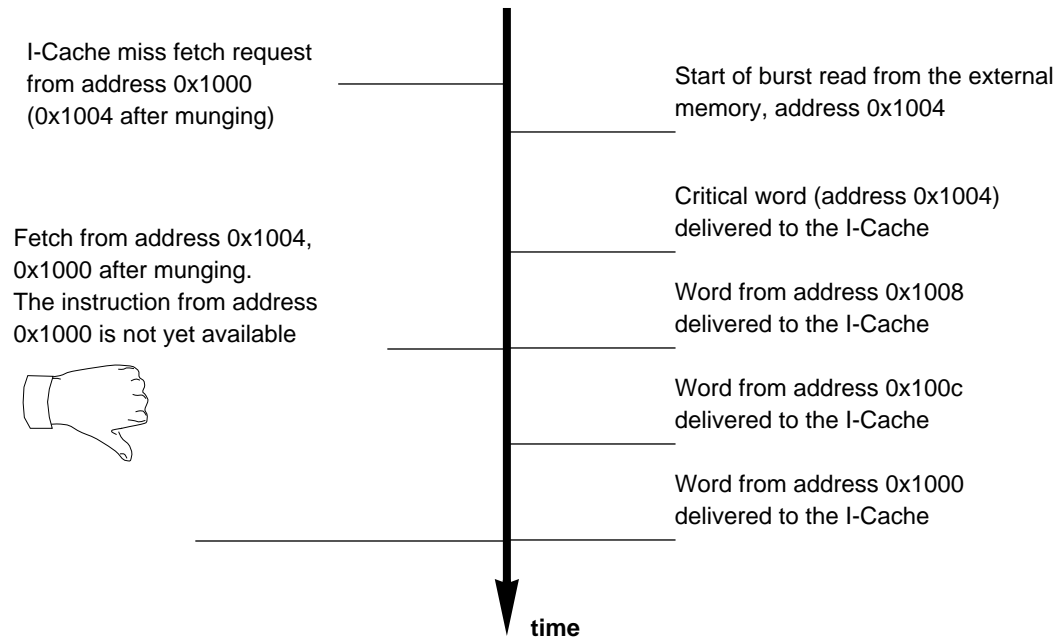 I-Cache miss fetch request
from address 0x1000
(0x1004 after munging)
Start of burst read from the external
memory, address 0x1004
Critical word (address 0x1004)
delivered to the I-Cache
Fetch from address 0x1004,
0x1000 after munging.
The instruction from address
0x1000 is not yet available
Word from address 0x1008
delivered to the I-Cache
Word from address 0x100c
delivered to the I-Cache
Word from address 0x1000
delivered to the I-Cache
time